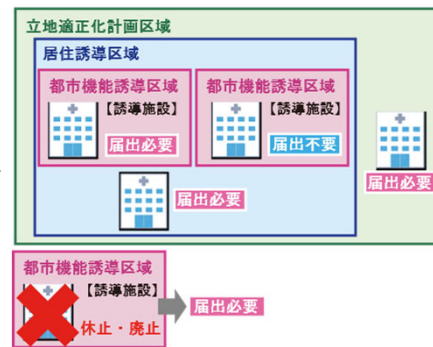 立地適正化計画区域
居住誘導区域
都市機能誘導区域
【誘導施設】
届出必要
都市機能誘導区域
【誘導施設】
届出不要
届出必要
届出必要
都市機能誘導区域
【誘導施設】
休止・廃止
届出必要